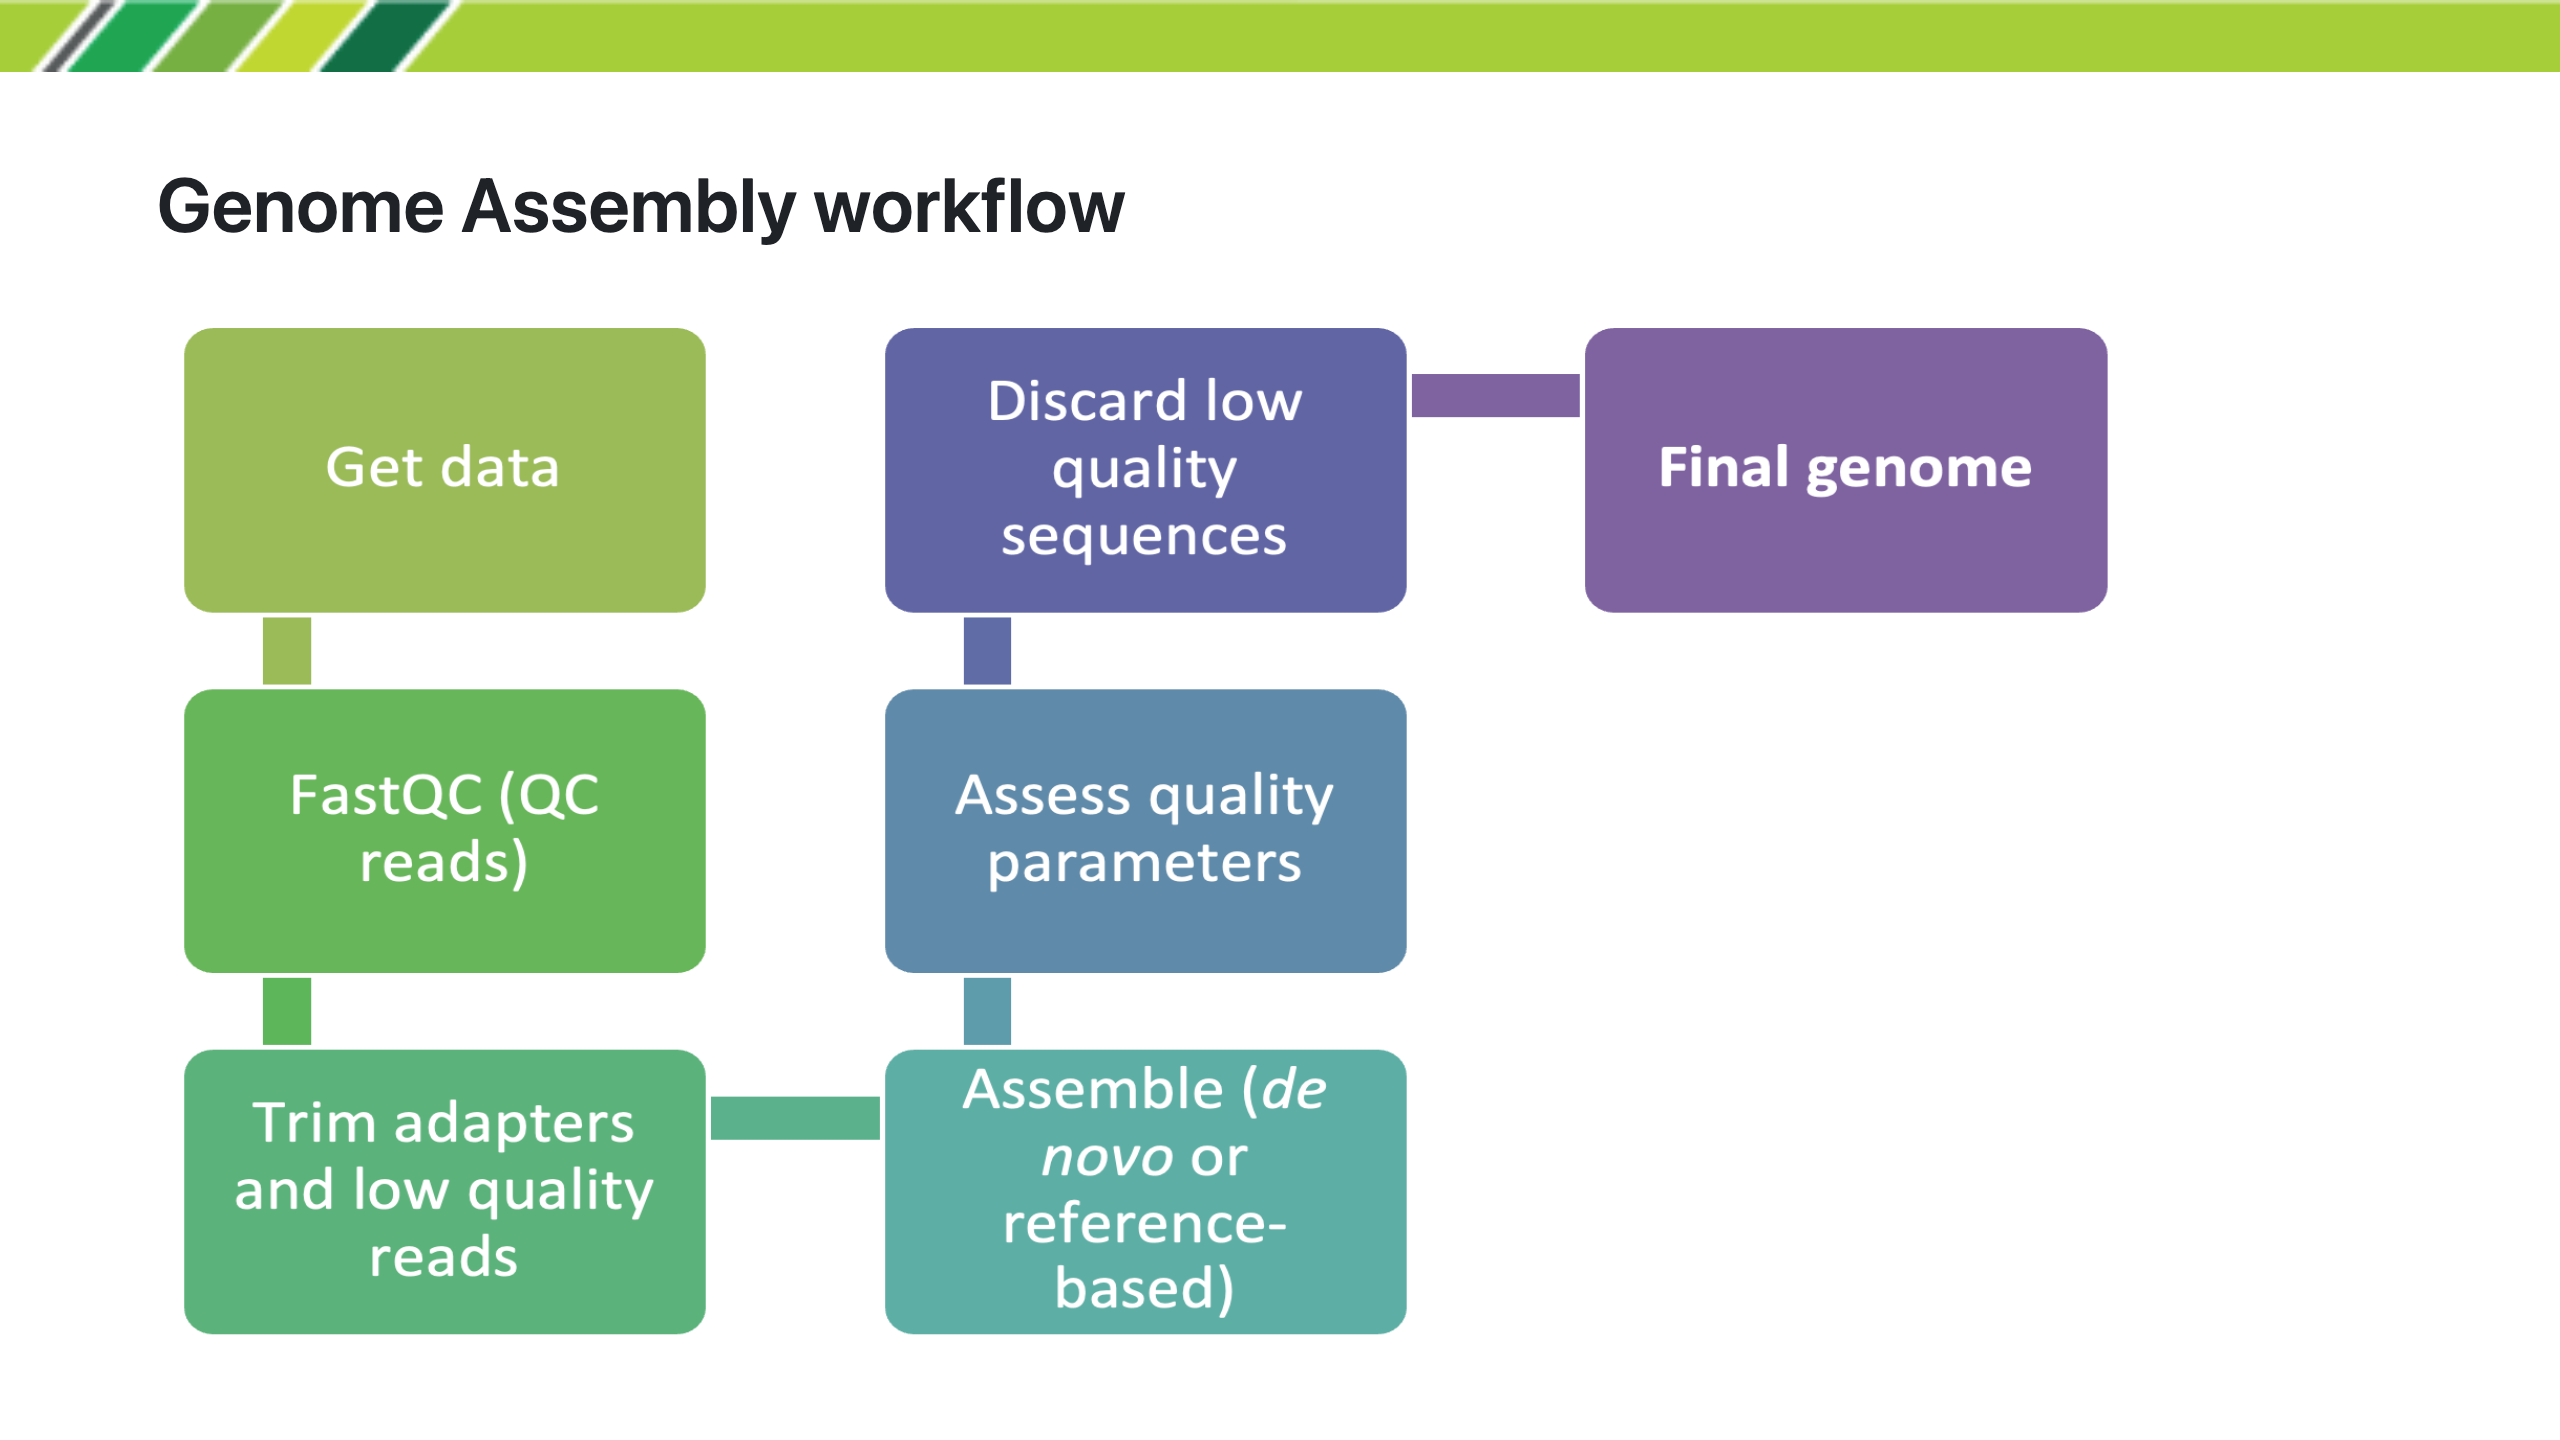 Genome Assembly workflow
Get data
FastQC (QC
reads)
Trim adapters
and low quality
reads
Assemble (de
novo or
reference-
based)
Assess quality
parameters
Discard low
quality
sequences
Final genome